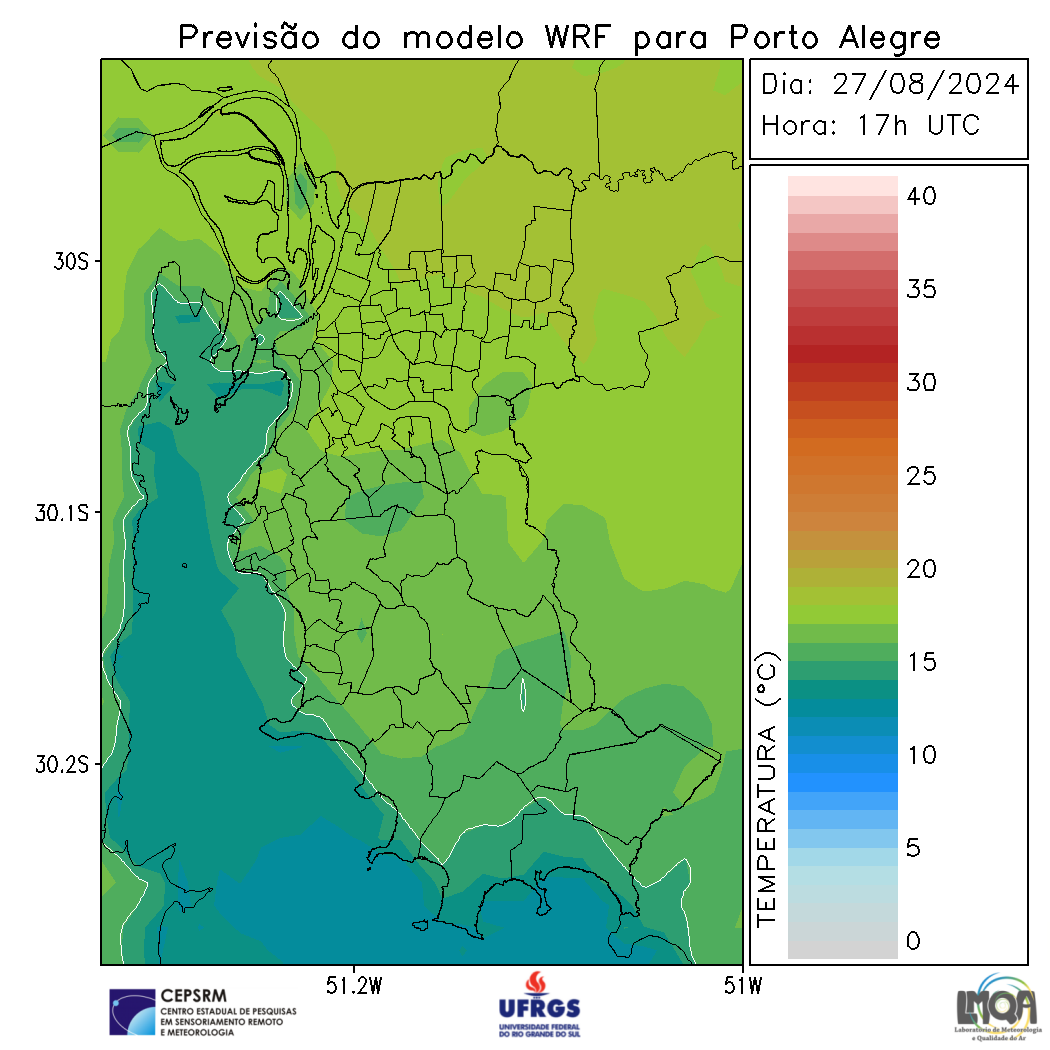 Previsão do modelo WRF para Porto Alegre
Dia: 27/08/2024
Hora: 17h UTC
40
35
30
25
20
15
10
5
0
TEMPERATURA (°C)
30S
30.1S
30.2S
51.2W
51W
CEPSRM
CENTRO ESTADUAL DE PESQUISAS
EM SENSORIAMENTO REMOTO
E METEOROLOGIA
UFRGS
UNIVERSIDADE FEDERAL
DO RIO GRANDE DO SUL
LMQA
Laboratório de Meteorologia
e Qualidade do Ar